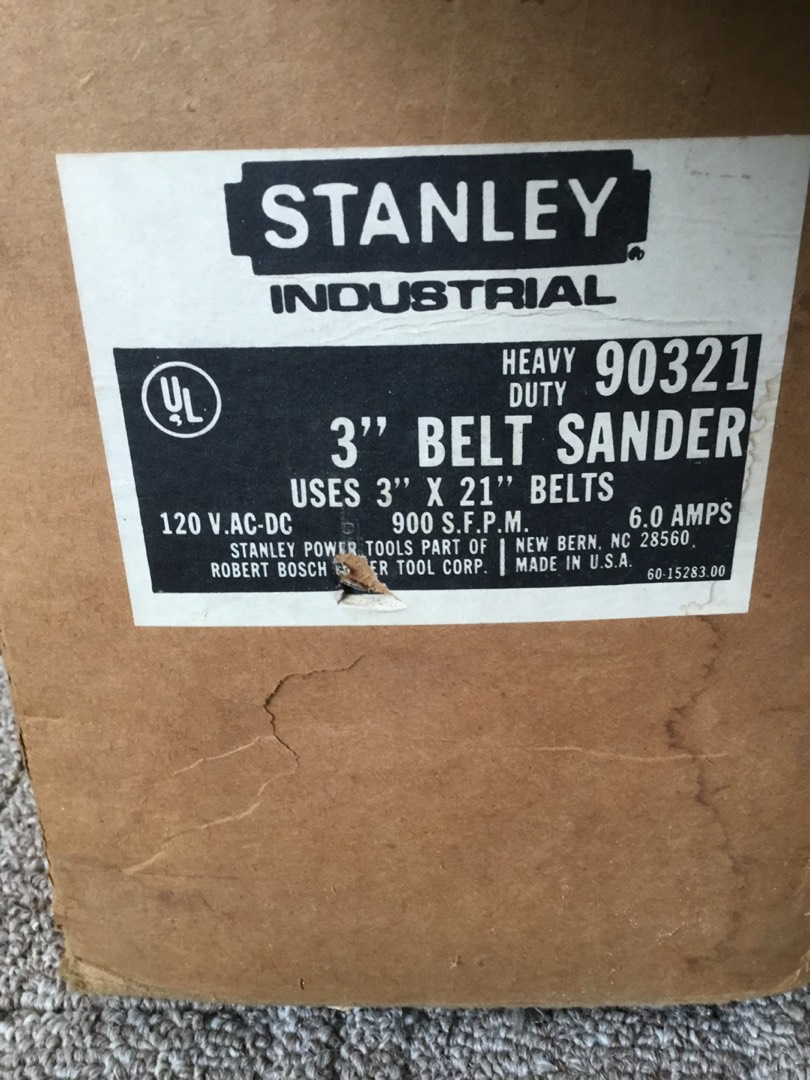 STANLEY®
INDUSTRIAL
UL
HEAVY DUTY 90321
3" BELT SANDER
USES 3" X 21" BELTS
120 V.AC-DC 900 S.F.P.M. 6.0 AMPS
STANLEY POWER TOOLS PART OF | NEW BERN, NC 28560
ROBERT BOSCH TOOL CORP. | MADE IN U.S.A.
60-15283.00